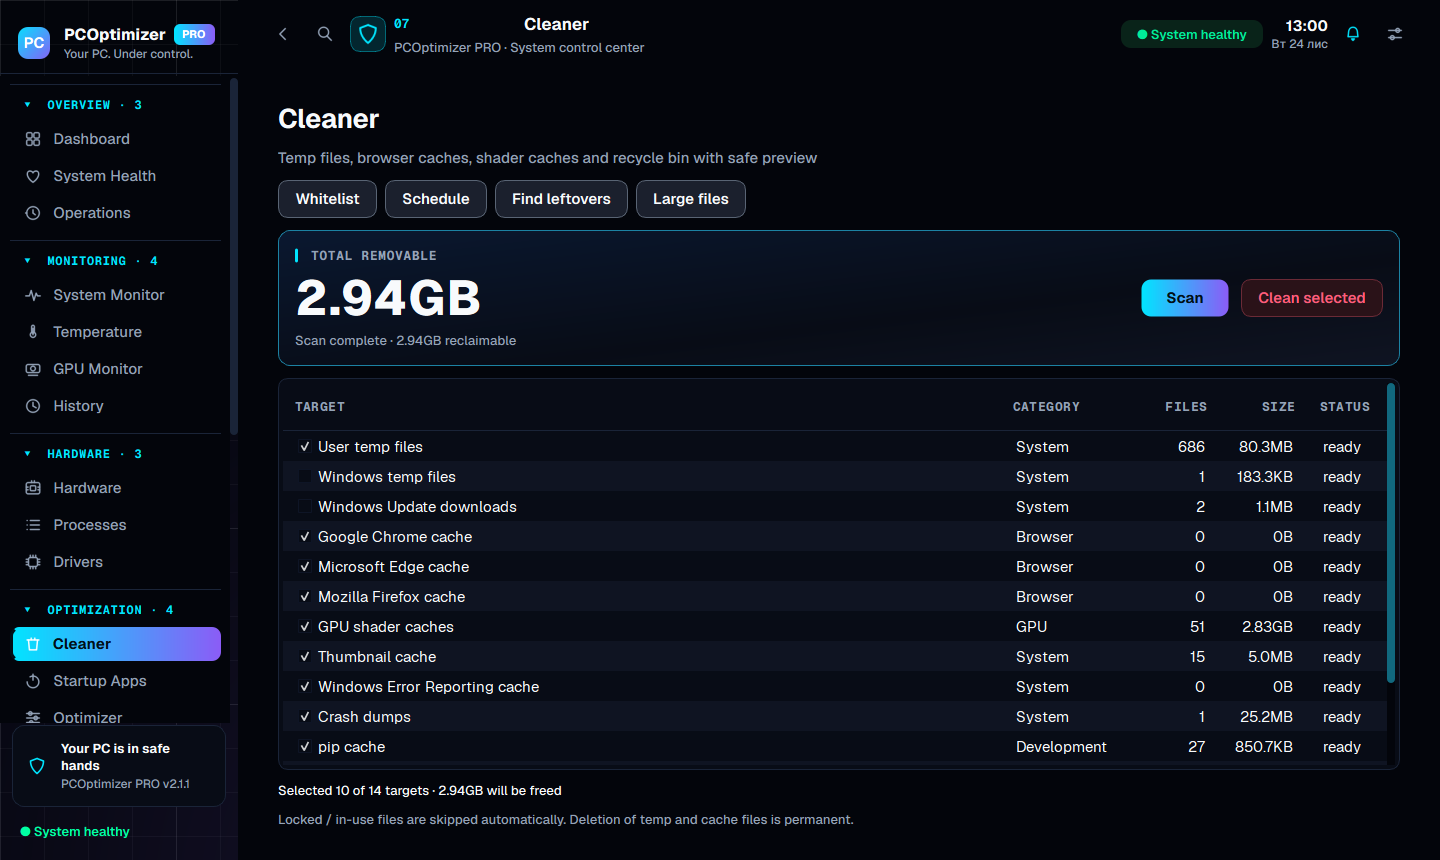 PC
PCOptimizer PRO
Your PC. Under control.
OVERVIEW · 3
Dashboard
System Health
Operations
MONITORING · 4
System Monitor
Temperature
GPU Monitor
History
HARDWARE · 3
Hardware
Processes
Drivers
OPTIMIZATION · 4
Cleaner
Startup Apps
Optimizer
Your PC is in safe
hands
PCOptimizer PRO v2.1.1
System healthy
07 Cleaner
PCOptimizer PRO · System control center
System healthy
13:00
Вт 24 лис
Cleaner
Temp files, browser caches, shader caches and recycle bin with safe preview
Whitelist Schedule Find leftovers Large files
TOTAL REMOVABLE
2.94GB
Scan complete · 2.94GB reclaimable
Scan Clean selected
TARGET CATEGORY FILES SIZE STATUS
User temp files System 686 80.3MB ready
Windows temp files System 1 183.3KB ready
Windows Update downloads System 2 1.1MB ready
Google Chrome cache Browser 0 0B ready
Microsoft Edge cache Browser 0 0B ready
Mozilla Firefox cache Browser 0 0B ready
GPU shader caches GPU 51 2.83GB ready
Thumbnail cache System 15 5.0MB ready
Windows Error Reporting cache System 0 0B ready
Crash dumps System 1 25.2MB ready
pip cache Development 27 850.7KB ready
Selected 10 of 14 targets · 2.94GB will be freed
Locked / in-use files are skipped automatically. Deletion of temp and cache files is permanent.